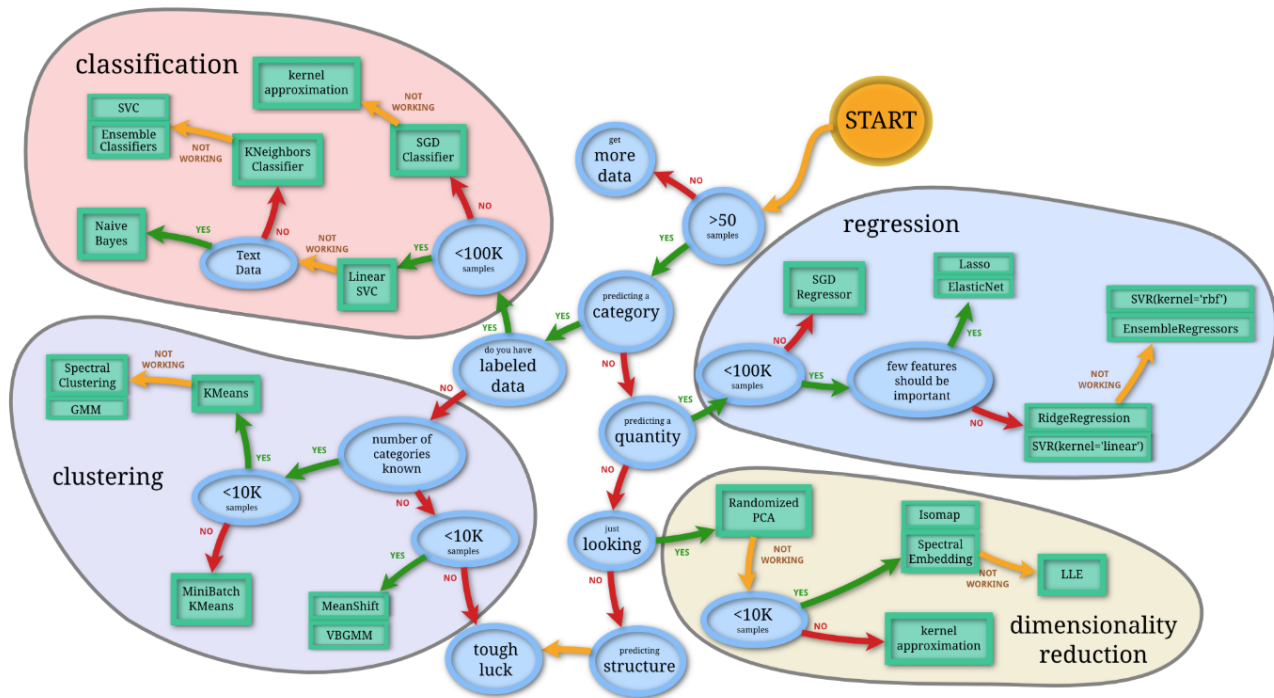 classification
kernel
approximation
NOT
WORKING
SVC
Ensemble
Classifiers
NOT
WORKING
KNeighbors
Classifier
SGD
Classifier
NO
NO
Naive
Bayes
YES
Text
Data
NOT
WORKING
Linear
SVC
YES
<100K
samples
START
get
more
data
NO
>50
samples
YES
predicting a
category
YES
do you have
labeled
data
YES
NO
NO
predicting a
quantity
YES
NO
just
looking
YES
NO
predicting
structure
tough
luck
regression
SGD
Regressor
NO
<100K
samples
YES
Lasso
ElasticNet
YES
few features
should be
important
NO
SVR(kernel='rbf')
EnsembleRegressors
NOT
WORKING
RidgeRegression
SVR(kernel='linear')
clustering
Spectral
Clustering
GMM
NOT
WORKING
KMeans
YES
<10K
samples
YES
number of
categories
known
NO
NO
MiniBatch
KMeans
<10K
samples
YES
NO
MeanShift
VBGMM
Randomized
PCA
NOT
WORKING
<10K
samples
YES
NO
Isomap
Spectral
Embedding
NOT
WORKING
LLE
kernel
approximation
dimensionality
reduction